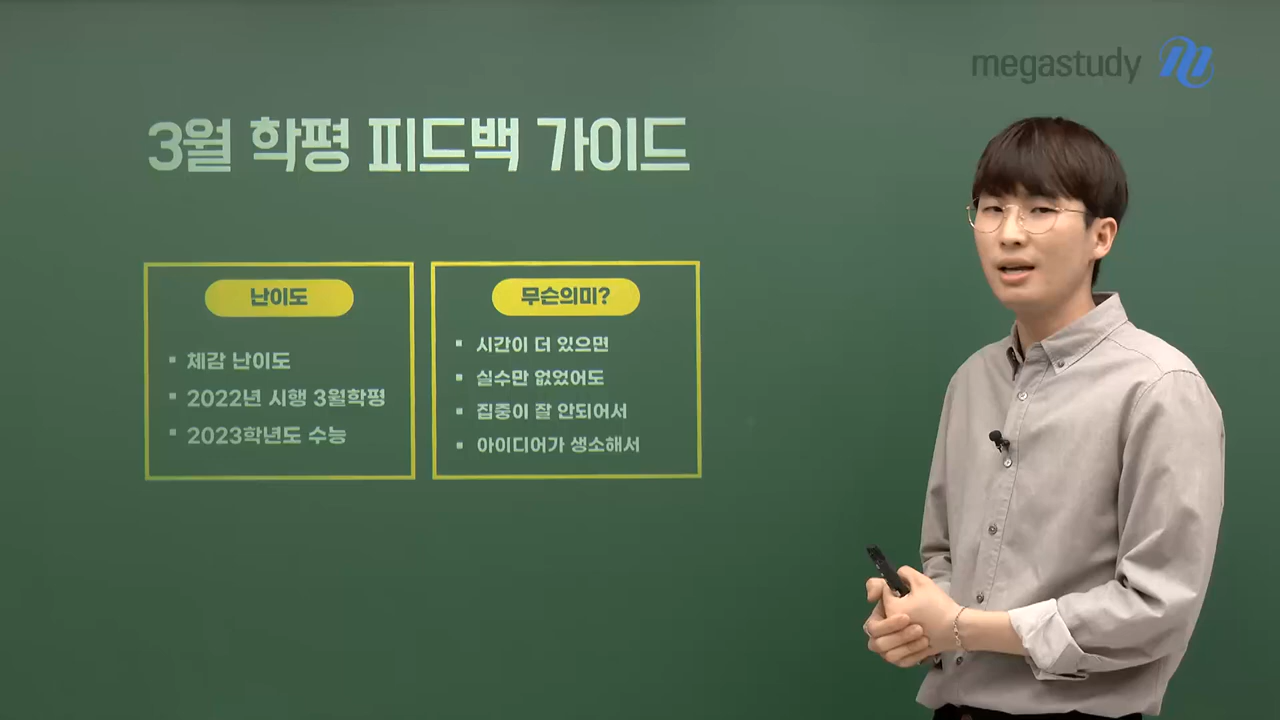 megastudy
3월 학평 피드백 가이드
난이도
체감 난이도
2022년 시행 3월학평
2023학년도 수능
무슨의미?
시간이 더 있으면
실수만 없었어도
집중이 잘 안되어서
아이디어가 생소해서